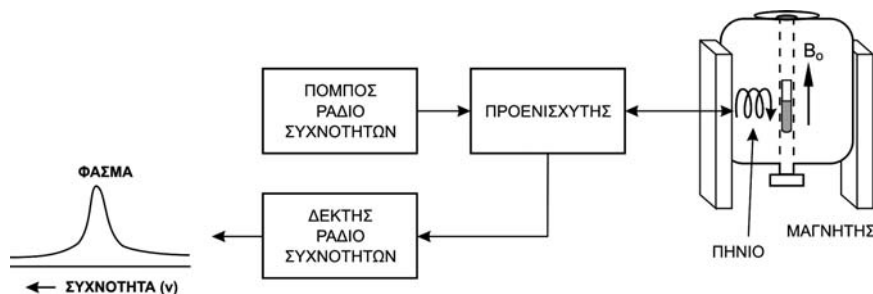 ΠΟΜΠΟΣ
ΡΑΔΙΟ
ΣΥΧΝΟΤΗΤΩΝ
ΠΡΟΕΝΙΣΧΥΤΗΣ
Bo
ΦΑΣΜΑ
ΔΕΚΤΗΣ
ΡΑΔΙΟ
ΣΥΧΝΟΤΗΤΩΝ
ΠΗΝΙΟ
ΜΑΓΝΗΤΗΣ
ΣΥΧΝΟΤΗΤΑ (ν)